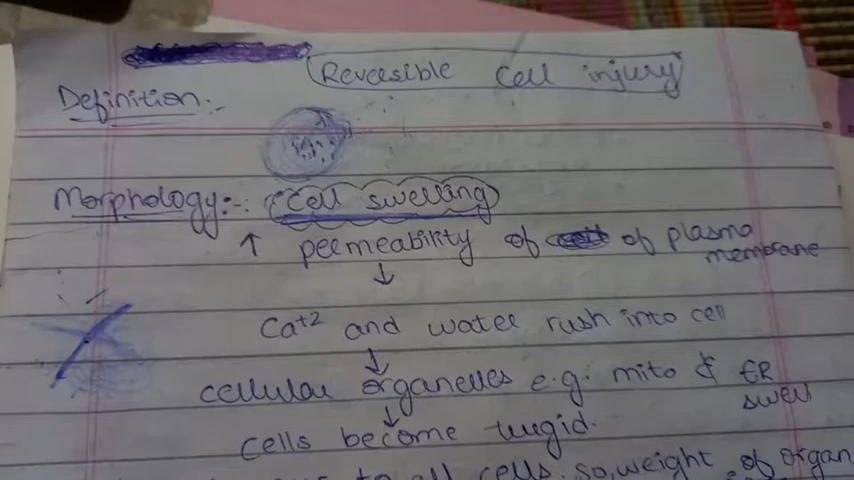 Reversible cell injury
Definition:-
Morphology:-: cell swelling
↑ permeability of of plasma
membrane
↓
Ca+2 and water rush into cell
↓
cellular organelles e.g: mito & ER
swell
↓
cells become turgid.
to all cells. so, weight of organ